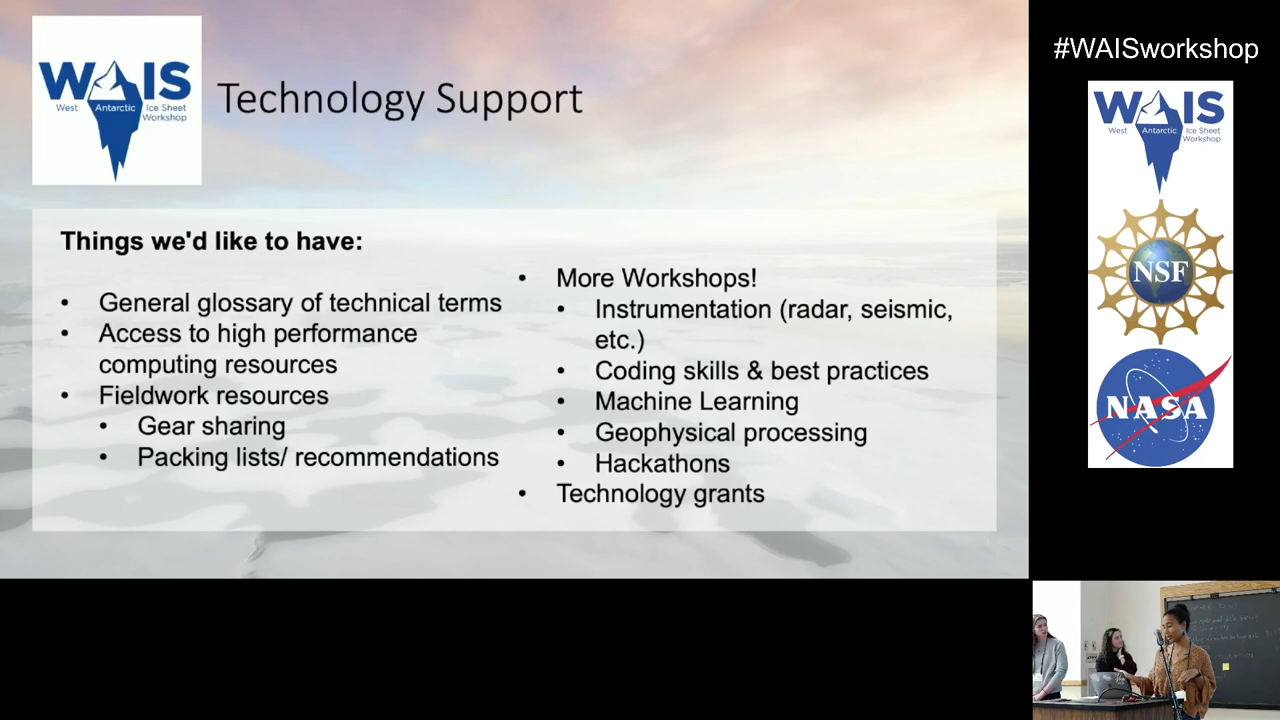 WAIS
West Antarctic Ice Sheet
Workshop
Technology Support
Things we'd like to have:
• General glossary of technical terms
• Access to high performance
computing resources
• Fieldwork resources
• Gear sharing
• Packing lists/ recommendations
• More Workshops!
• Instrumentation (radar, seismic,
etc.)
• Coding skills & best practices
• Machine Learning
• Geophysical processing
• Hackathons
• Technology grants
#WAISworkshop
WAIS
West Antarctic Ice Sheet
Workshop
NSF
NASA